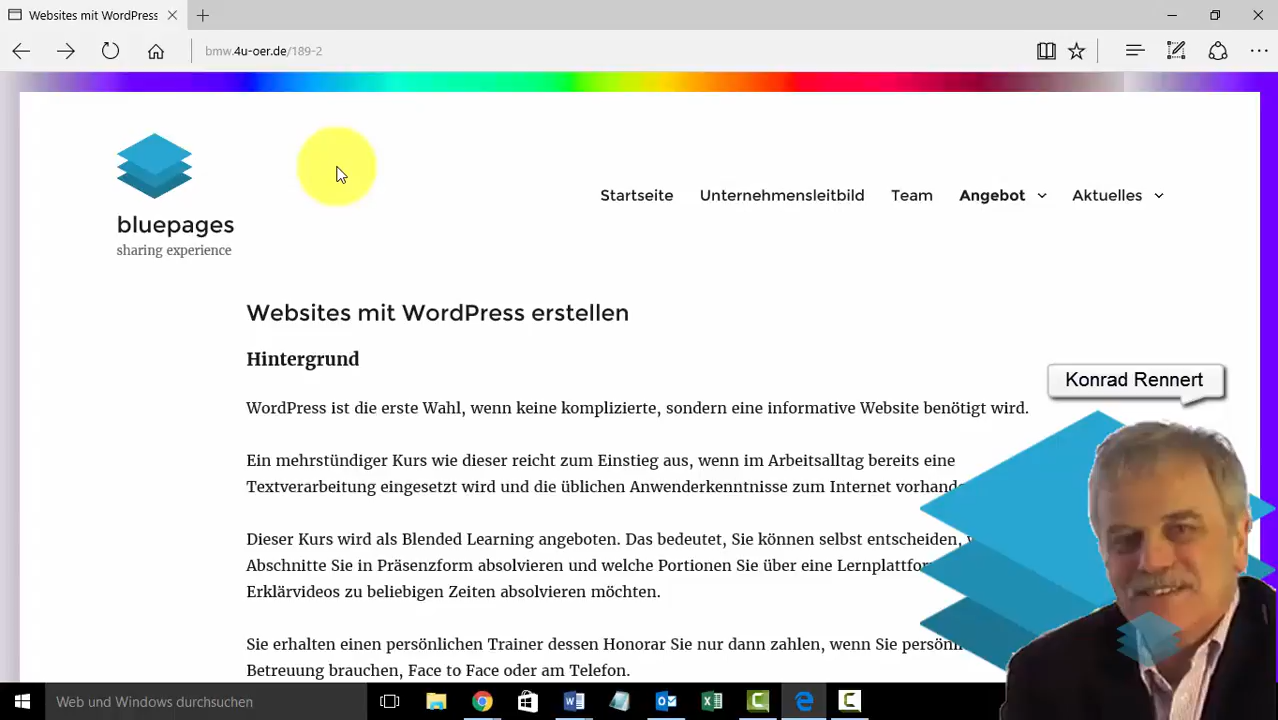 Websites mit WordPress
bmw.4u-oer.de/189-2
bluepages
sharing experience
Startseite
Unternehmensleitbild
Team
Angebot
Aktuelles
Websites mit WordPress erstellen
Hintergrund
WordPress ist die erste Wahl, wenn keine komplizierte, sondern eine informative Website benötigt wird.
Konrad Rennert
Ein mehrstündiger Kurs wie dieser reicht zum Einstieg aus, wenn im Arbeitsalltag bereits eine
Textverarbeitung eingesetzt wird und die üblichen Anwenderkenntnisse zum Internet
Dieser Kurs wird als Blended Learning angeboten. Das bedeutet, Sie können selbst entscheiden,
Abschnitte Sie in Präsenzform absolvieren und welche Portionen Sie über eine
Erklärvideos zu beliebigen Zeiten absolvieren möchten.
Sie erhalten einen persönlichen Trainer dessen Honorar Sie nur dann zahlen, wenn Sie
Betreuung brauchen, Face to Face oder am Telefon.
Web und Windows durchsuchen